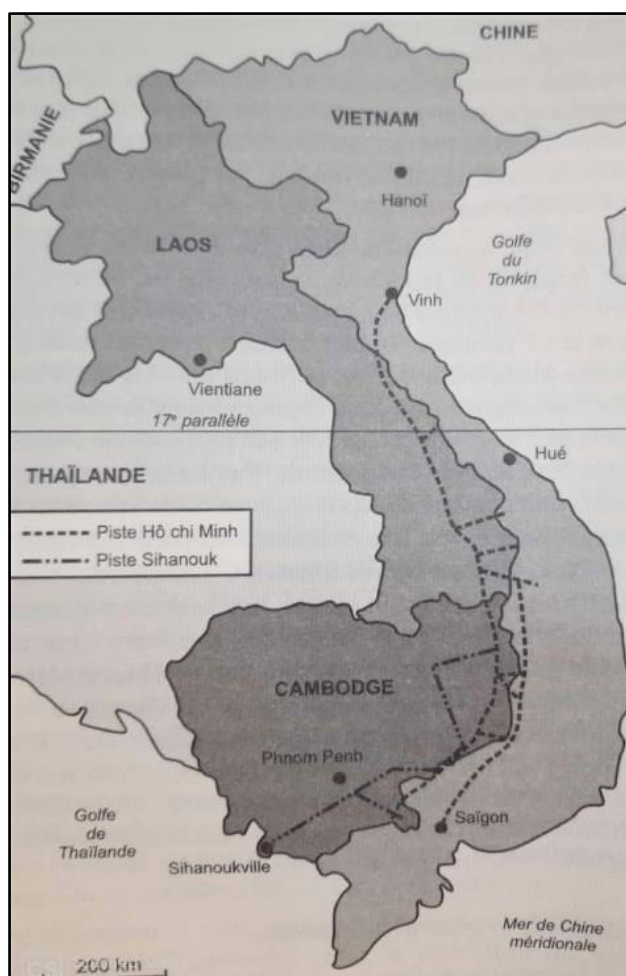 CHINE
BIRMANIE
VIETNAM
Hanoï
LAOS
Golfe
du
Tonkin
Vinh
Vientiane
17e parallèle
Hué
THAÏLANDE
Piste Hô chi Minh
Piste Sihanouk
CAMBODGE
Phnom Penh
Golfe
de
Thaïlande
Saïgon
Sihanoukville
Mer de Chine
méridionale
200 km